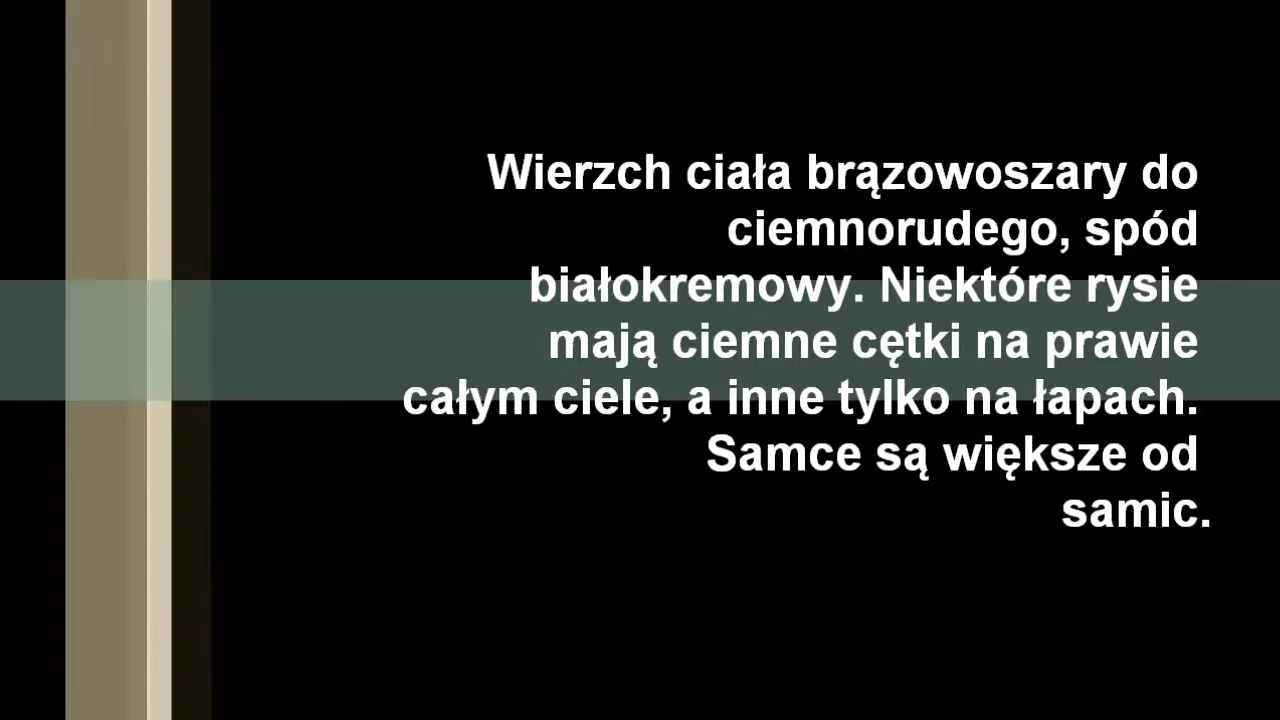 Wierzch ciała brązowoszary do
ciemnorudego, spód
białokremowy. Niektóre rysie
mają ciemne cętki na prawie
całym ciele, a inne tylko na łapach.
Samce są większe od
samic.